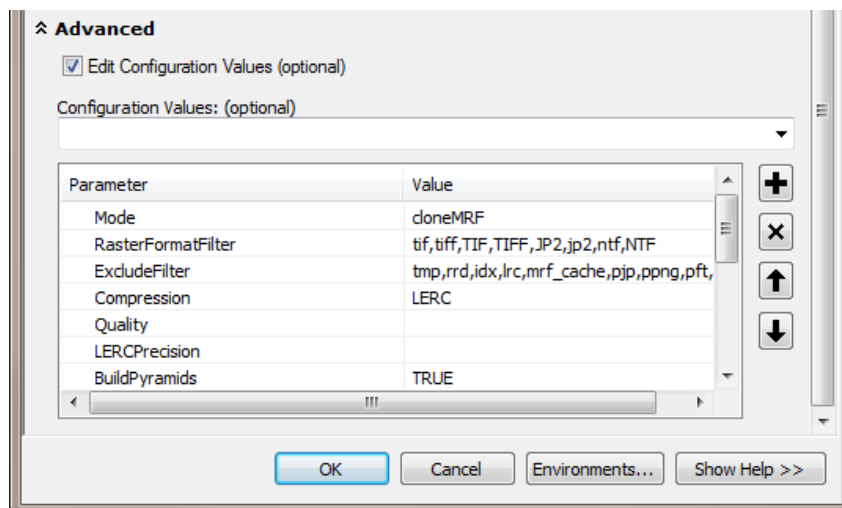 Advanced
Edit Configuration Values (optional)
Configuration Values: (optional)
Parameter Value
Mode cloneMRF
RasterFormatFilter tif,tiff,TIF,TIFF,JP2,jp2,ntf,NTF
ExcludeFilter tmp,rrd,idx,lrc,mrf_cache,pjp,ppng,pft,
Compression LERC
Quality
LERCPrecision
BuildPyramids TRUE
OK Cancel Environments... Show Help >>